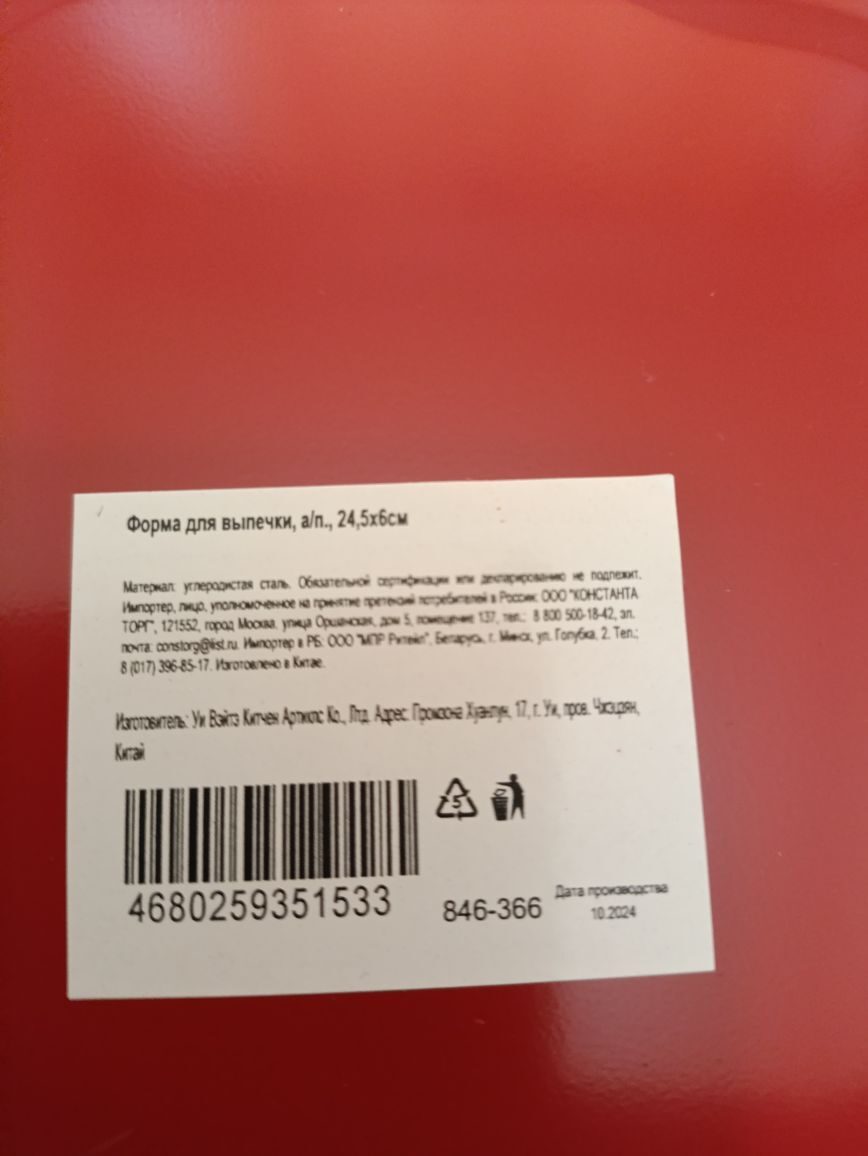 Форма для выпечки, а/п., 24,5х6см
Материал: углеродистая сталь. Обязательной сертификации или декларированию не подлежит.
Импортер, лицо, уполномоченное на принятие претензий потребителей в России: ООО "КОНСТАНТА
ТОРГ", 121552, город Москва, улица Оршанская, дом 5, помещение 137, тел.: 8 800 500-18-42, эл.
почта: constorg@list.ru. Импортер в РБ: ООО "МПР Ритейл", Беларусь, г. Минск, ул. Голубка, 2. Тел.;
8 (017) 396-85-17. Изготовлено в Китае.
Изготовитель: Уи Вэйтэ Китчен Артиклс Ко., Лтд. Адрес: Промзона Хуанлун, 17, г. Уи, пров. Чжэцзян,
Китай
5
4680259351533
846-366
Дата производства
10.2024